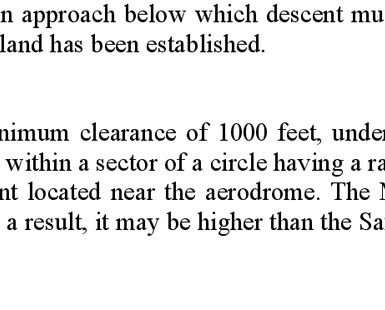 n approach below which descent mu
land has been established.
nimum clearance of 1000 feet, under
within a sector of a circle having a ra
nt located near the aerodrome. The M
a result, it may be higher than the Sa